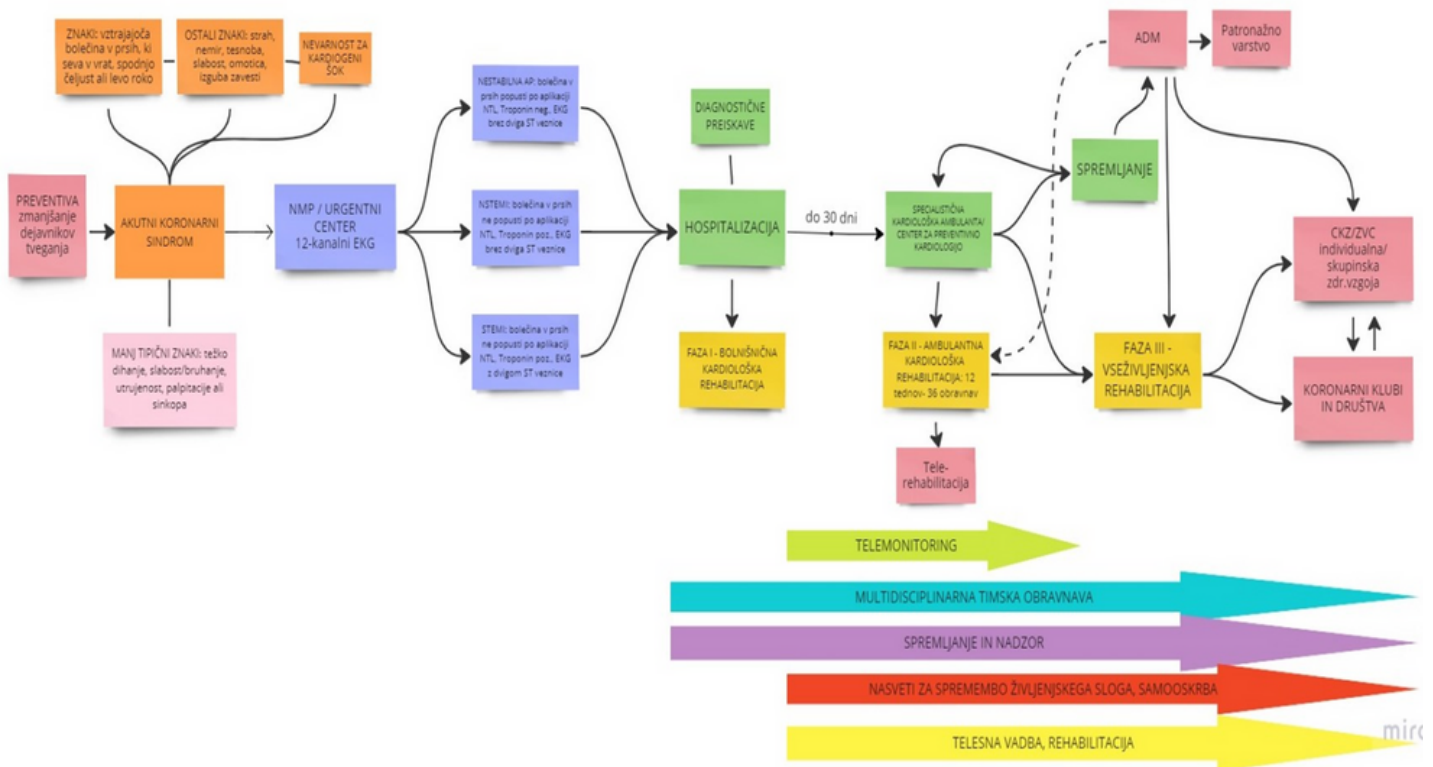 ZNAKI: vztrajajoča
bolečina v prsih, ki
seva v vrat, spodnjo
čeljust ali levo roko
OSTALI ZNAKI: strah,
nemir, tesnoba,
slabost, omotica,
izguba zavesti
NEVARNOST ZA
KARDIOGENI
ŠOK
PREVENTIVA
zmanjšanje
dejavnikov
tveganja
AKUTNI KORONARNI
SINDROM
MANJ TIPIČNI ZNAKI: težko
dihanje, slabost/bruhanje,
utrujenost, palpitacije ali
sinkopa
NMP / URGENTNI
CENTER
12-kanalni EKG
NESTABILNA AP: bolečina v
prsih popusti po aplikaciji
NTL, Troponin neg., EKG
brez dviga ST veznice
NSTEMI: bolečina v prsih
ne popusti po aplikaciji
NTL, Troponin poz., EKG
brez dviga ST veznice
STEMI: bolečina v prsih
ne popusti po aplikaciji
NTL, Troponin poz., EKG
z dvigom ST veznice
DIAGNOSTIČNE
PREISKAVE
HOSPITALIZACIJA
FAZA I - BOLNIŠNIČNA
KARDIOLOŠKA
REHABILITACIJA
do 30 dni
SPECIALISTIČNA
KARDIOLOŠKA AMBULANTA/
CENTER ZA PREVENTIVNO
KARDIOLOGIJO
FAZA II - AMBULANTNA
KARDIOLOŠKA
REHABILITACIJA: 12
tednov- 36 obravnav
Tele-
rehabilitacija
SPREMLJANJE
ADM
Patronažno
varstvo
FAZA III -
VSEŽIVLJENJSKA
REHABILITACIJA
CKZ/ZVC
individualna/
skupinska
zdr.vzgoja
KORONARNI KLUBI
IN DRUŠTVA
TELEMONITORING
MULTIDISCIPLINARNA TIMSKA OBRAVNAVA
SPREMLJANJE IN NADZOR
NASVETI ZA SPREMEMBO ŽIVLJENJSKEGA SLOGA, SAMOOSKRBA
TELESNA VADBA, REHABILITACIJA